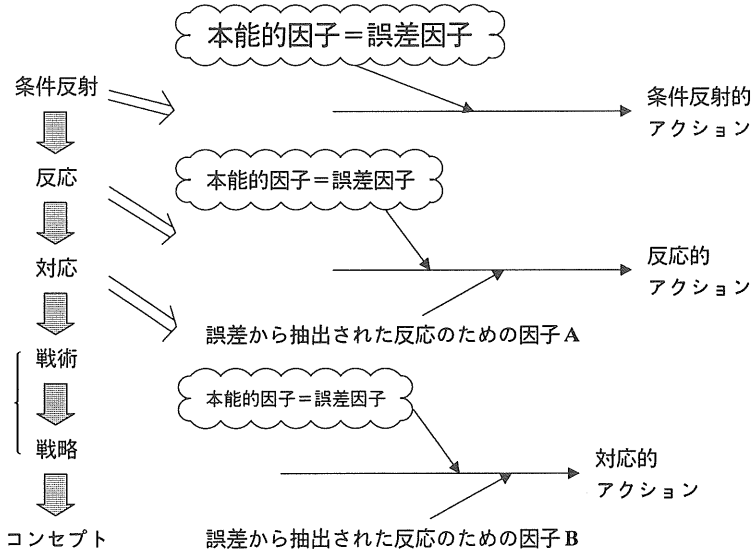 本能的因子＝誤差因子
条件反射
条件反射的
アクション
反応
本能的因子＝誤差因子
対応
反応的
アクション
誤差から抽出された反応のための因子A
戦術
本能的因子＝誤差因子
戦略
対応的
アクション
コンセプト
誤差から抽出された反応のための因子B